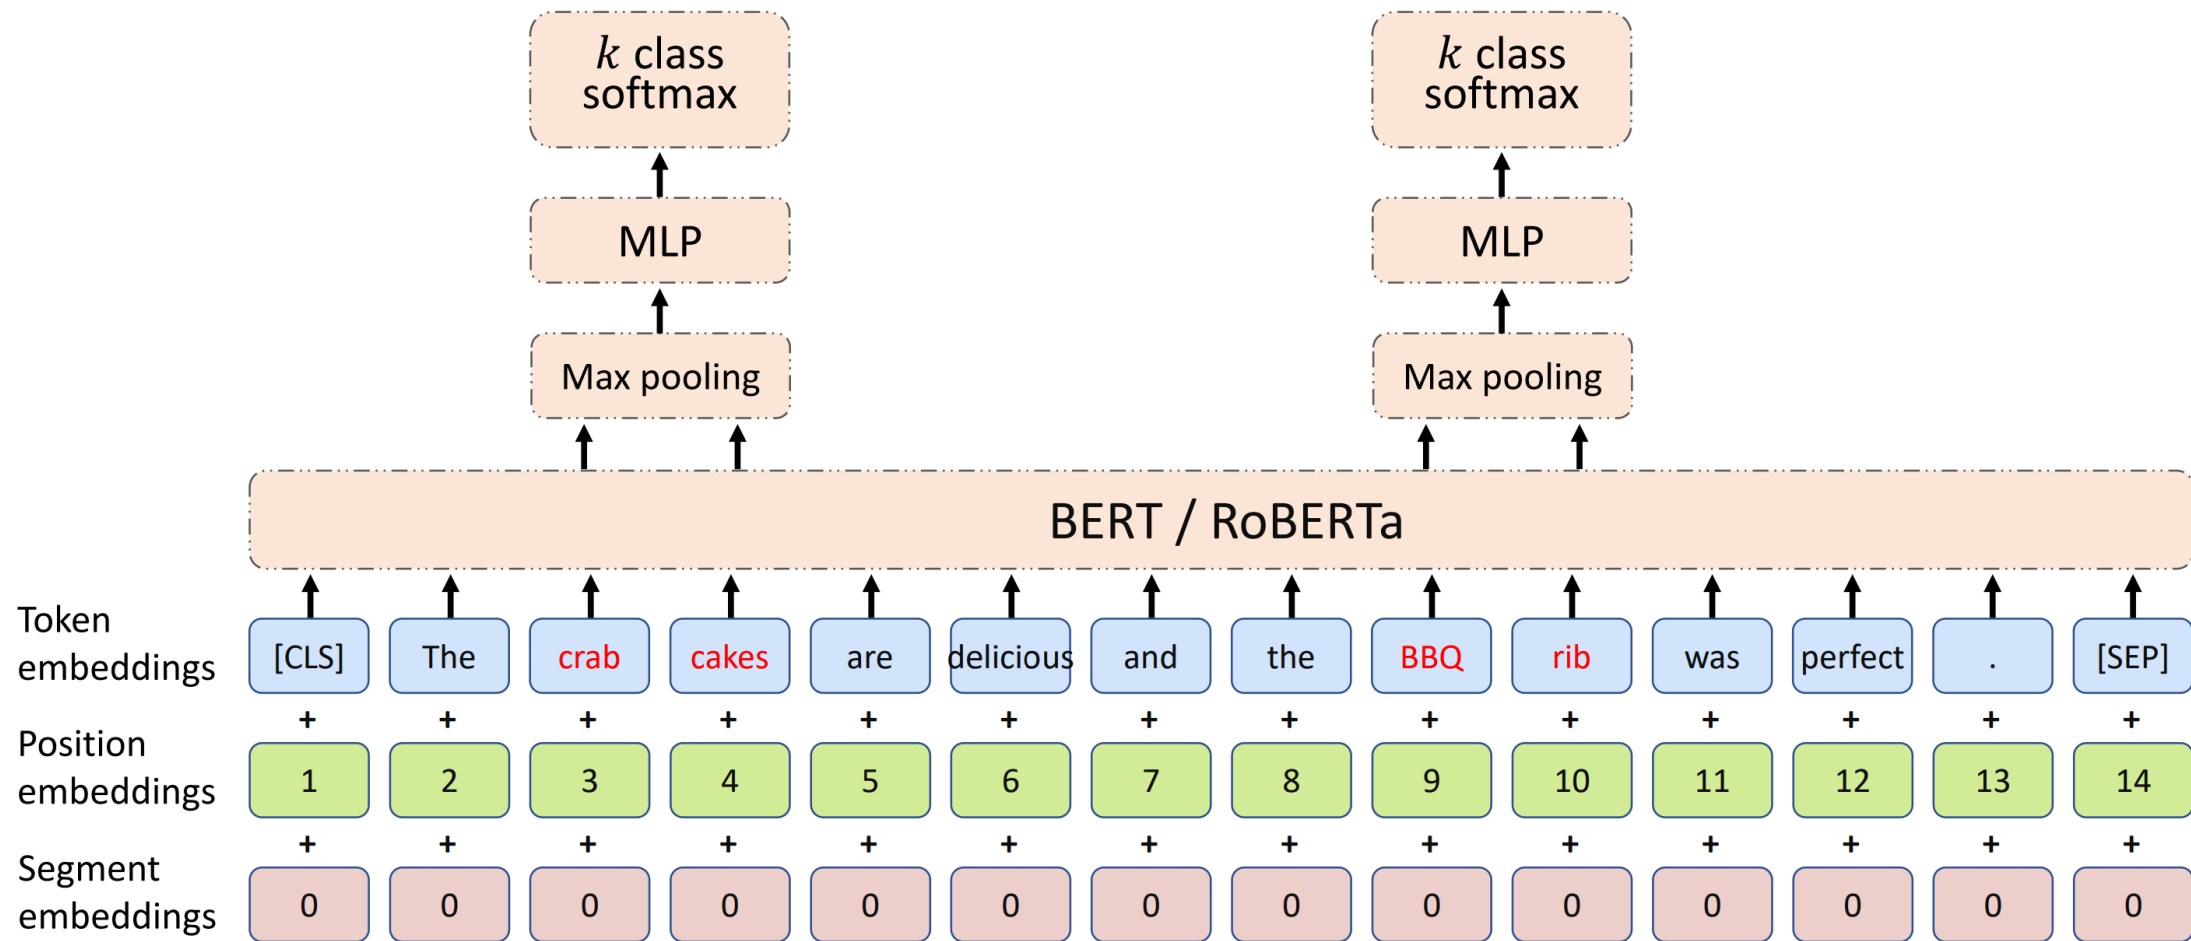 k class k class
softmax softmax
MLP MLP
Max pooling Max pooling
BERT / RoBERTa
Token
embeddings
[CLS] The crab cakes are delicious and the BBQ rib was perfect . [SEP]
+ + + + + + + + + + + + + +
Position
embeddings
1 2 3 4 5 6 7 8 9 10 11 12 13 14
+ + + + + + + + + + + + + +
Segment
embeddings
0 0 0 0 0 0 0 0 0 0 0 0 0 0